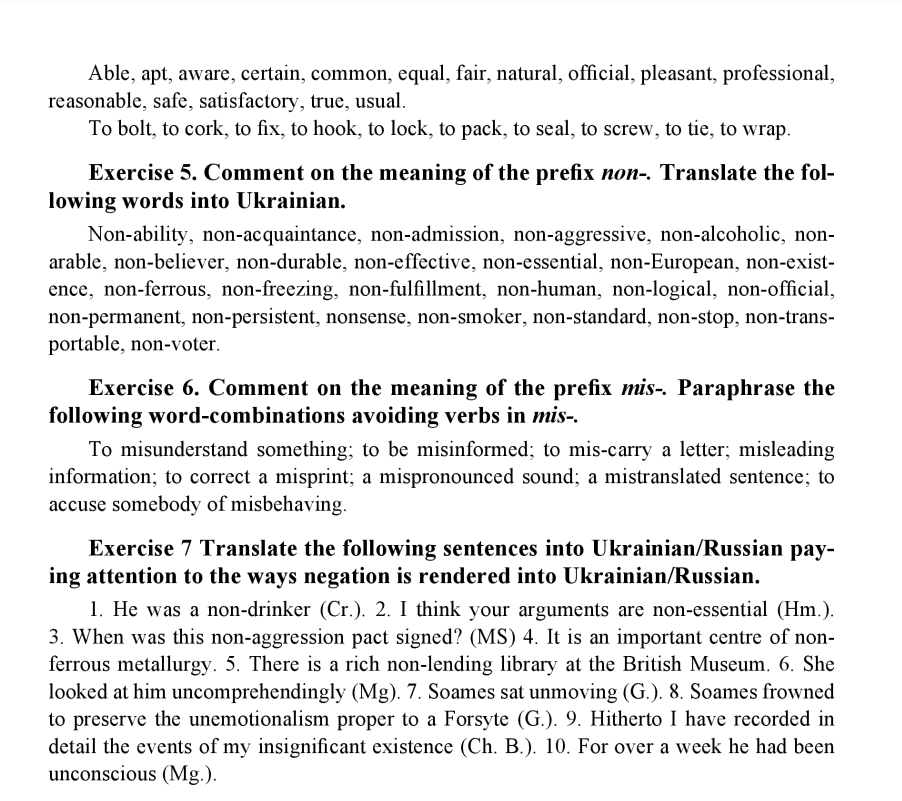 Able, apt, aware, certain, common, equal, fair, natural, official, pleasant, professional,
reasonable, safe, satisfactory, true, usual.
To bolt, to cork, to fix, to hook, to lock, to pack, to seal, to screw, to tie, to wrap.
Exercise 5. Comment on the meaning of the prefix non-. Translate the fol-
lowing words into Ukrainian.
Non-ability, non-acquaintance, non-admission, non-aggressive, non-alcoholic, non-
arable, non-believer, non-durable, non-effective, non-essential, non-European, non-exist-
ence, non-ferrous, non-freezing, non-fulfillment, non-human, non-logical, non-official,
non-permanent, non-persistent, nonsense, non-smoker, non-standard, non-stop, non-trans-
portable, non-voter.
Exercise 6. Comment on the meaning of the prefix mis-. Paraphrase the
following word-combinations avoiding verbs in mis-.
To misunderstand something; to be misinformed; to mis-carry a letter; misleading
information; to correct a misprint; a mispronounced sound; a mistranslated sentence; to
accuse somebody of misbehaving.
Exercise 7 Translate the following sentences into Ukrainian/Russian pay-
ing attention to the ways negation is rendered into Ukrainian/Russian.
1. He was a non-drinker (Cr.). 2. I think your arguments are non-essential (Hm.).
3. When was this non-aggression pact signed? (MS) 4. It is an important centre of non-
ferrous metallurgy. 5. There is a rich non-lending library at the British Museum. 6. She
looked at him uncomprehendingly (Mg). 7. Soames sat unmoving (G.). 8. Soames frowned
to preserve the unemotionalism proper to a Forsyte (G.). 9. Hitherto I have recorded in
detail the events of my insignificant existence (Ch. B.). 10. For over a week he had been
unconscious (Mg.).